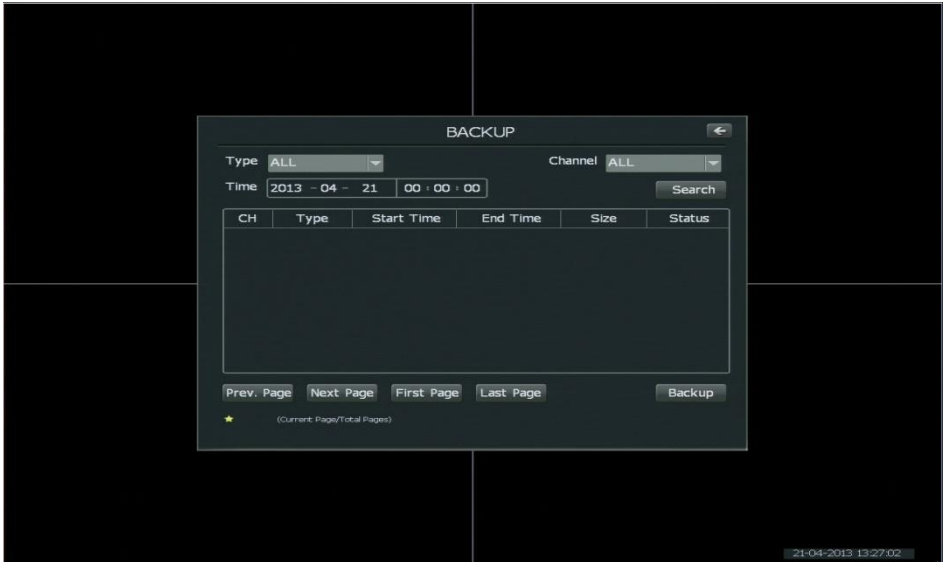 BACKUP
Type ALL Channel ALL
Time 2013 - 04 - 21 00 : 00 : 00 Search
CH Type Start Time End Time Size Status
Prev. Page Next Page First Page Last Page Backup
(Current Page/Total Pages)
21-04-2013 13:27:02